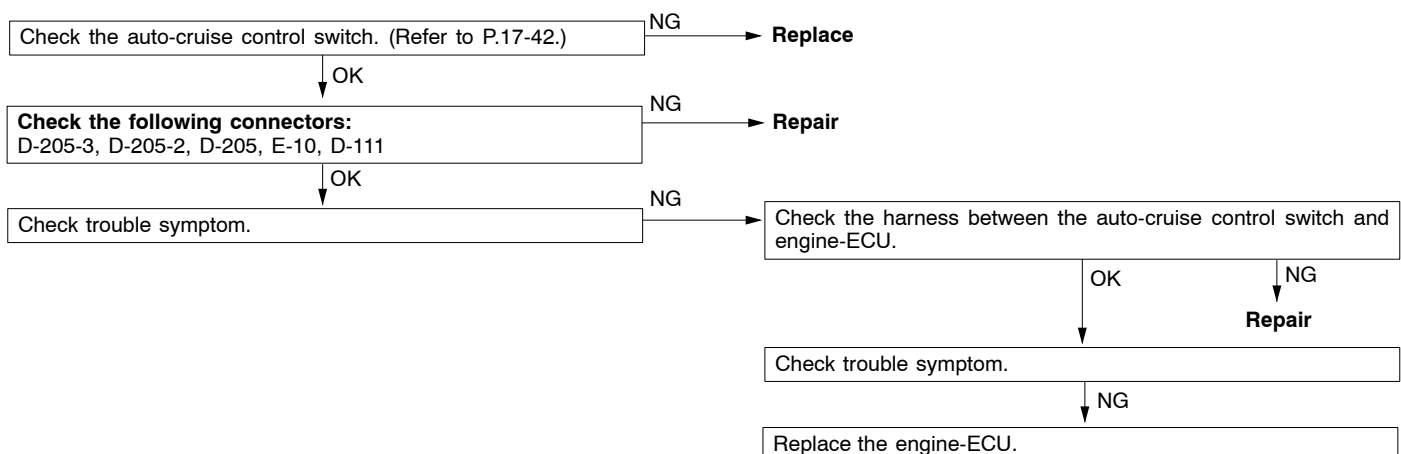 Check the auto-cruise control switch. (Refer to P.17-42.)
NG
Replace
OK
Check the following connectors:
D-205-3, D-205-2, D-205, E-10, D-111
NG
Repair
OK
Check trouble symptom.
NG
Check the harness between the auto-cruise control switch and
engine-ECU.
OK
NG
Repair
Check trouble symptom.
NG
Replace the engine-ECU.